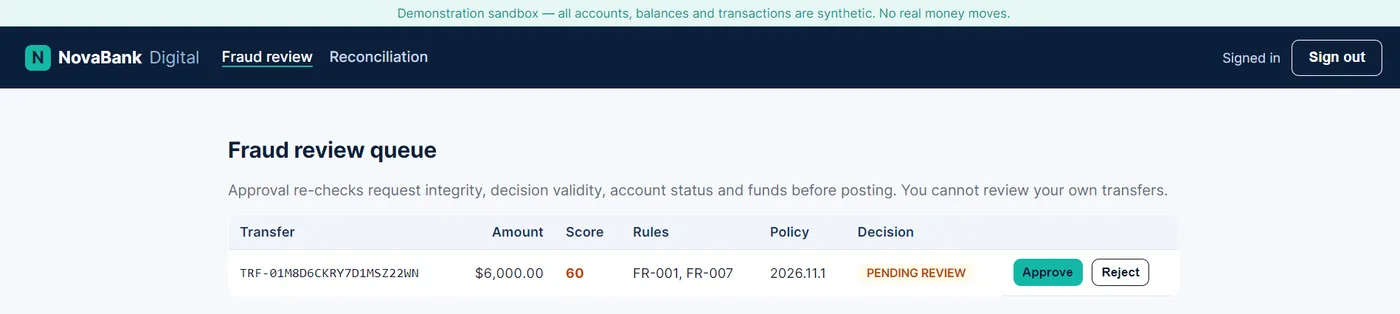 Demonstration sandbox — all accounts, balances and transactions are synthetic. No real money moves.
N NovaBank Digital Fraud review Reconciliation Signed in Sign out
Fraud review queue
Approval re-checks request integrity, decision validity, account status and funds before posting. You cannot review your own transfers.
Transfer Amount Score Rules Policy Decision
TRF-01M8D6CKRY7D1MSZ22WN $6,000.00 60 FR-001, FR-007 2026.11.1 PENDING REVIEW Approve Reject